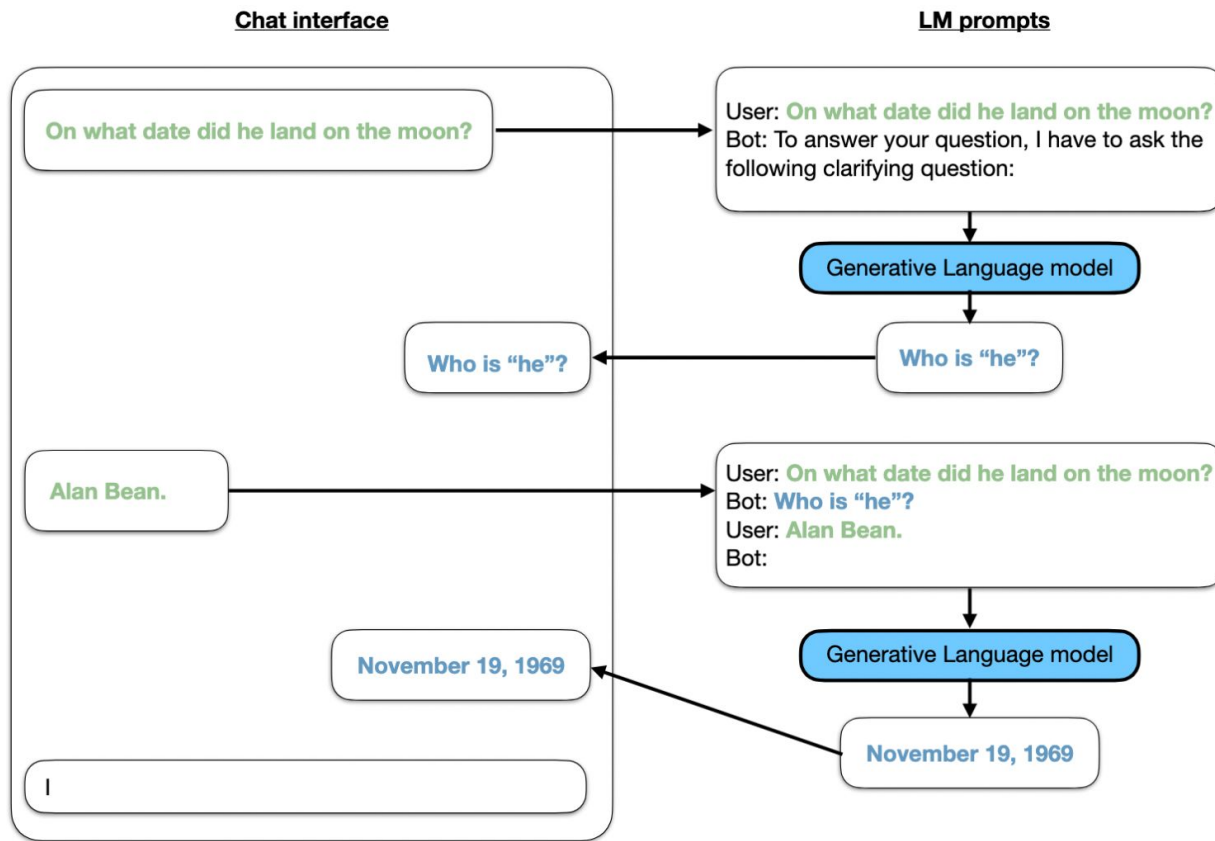 Chat interface
LM prompts
On what date did he land on the moon?
User: On what date did he land on the moon?
Bot: To answer your question, I have to ask the
following clarifying question:
Generative Language model
Who is “he”?
Who is “he”?
Alan Bean.
User: On what date did he land on the moon?
Bot: Who is “he”?
User: Alan Bean.
Bot:
Generative Language model
November 19, 1969
November 19, 1969